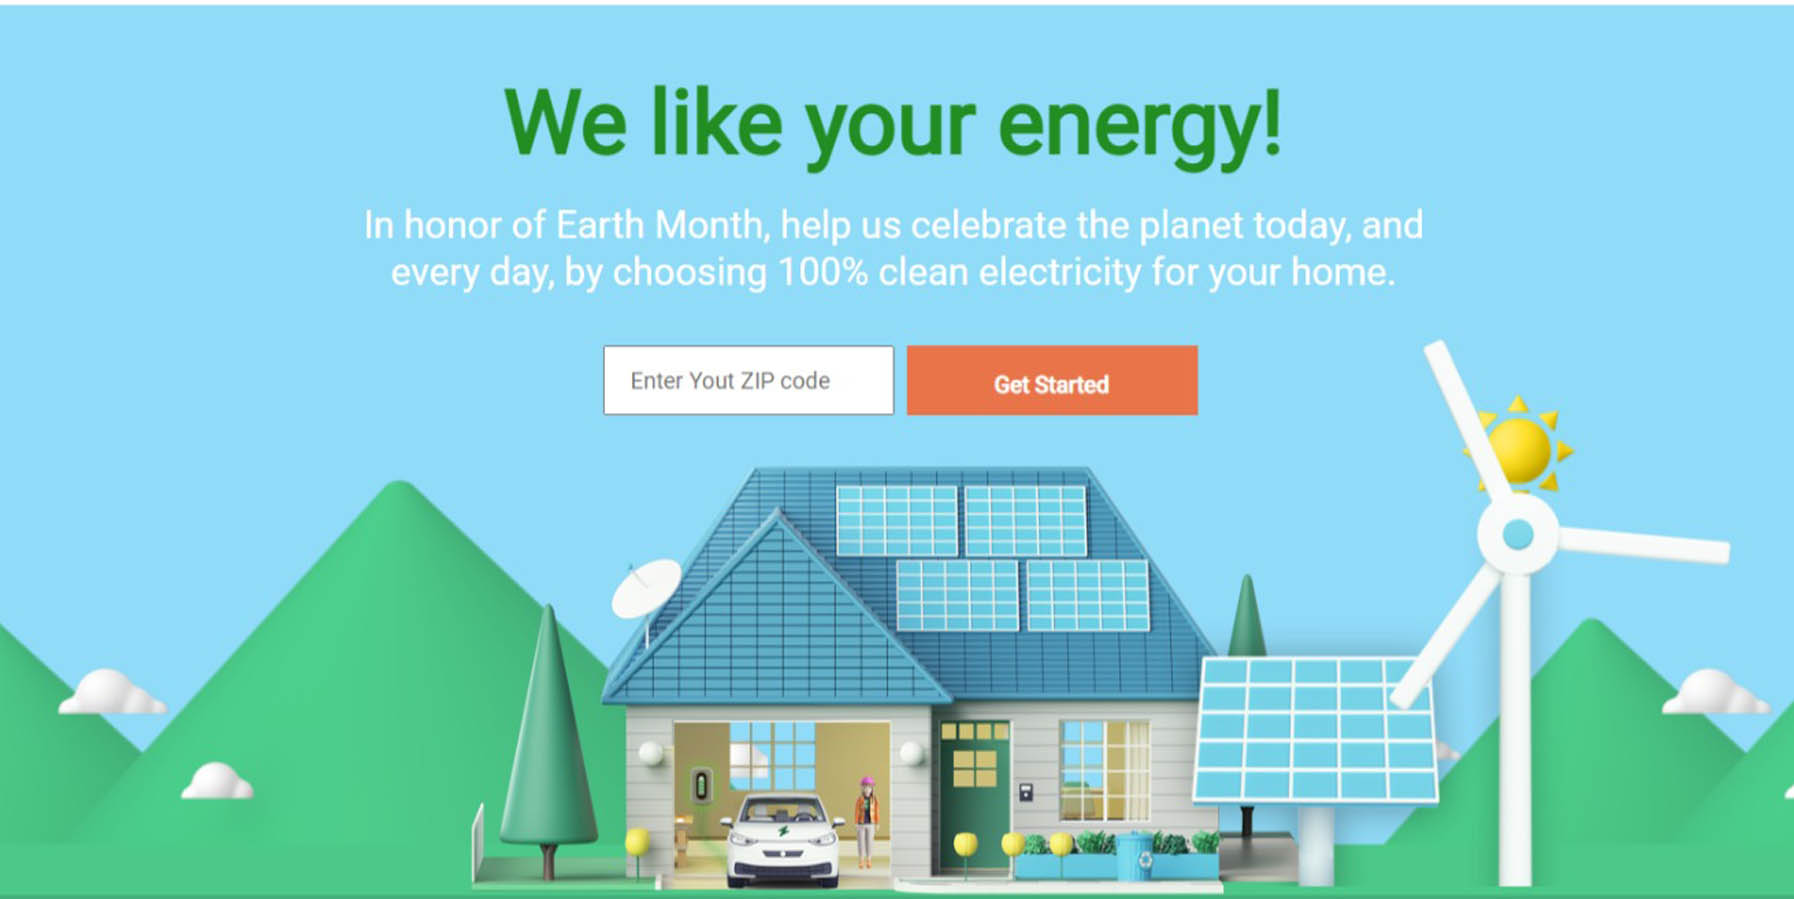 We like your energy!
In honor of Earth Month, help us celebrate the planet today, and
every day, by choosing 100% clean electricity for your home.
Enter Yout ZIP code
Get Started